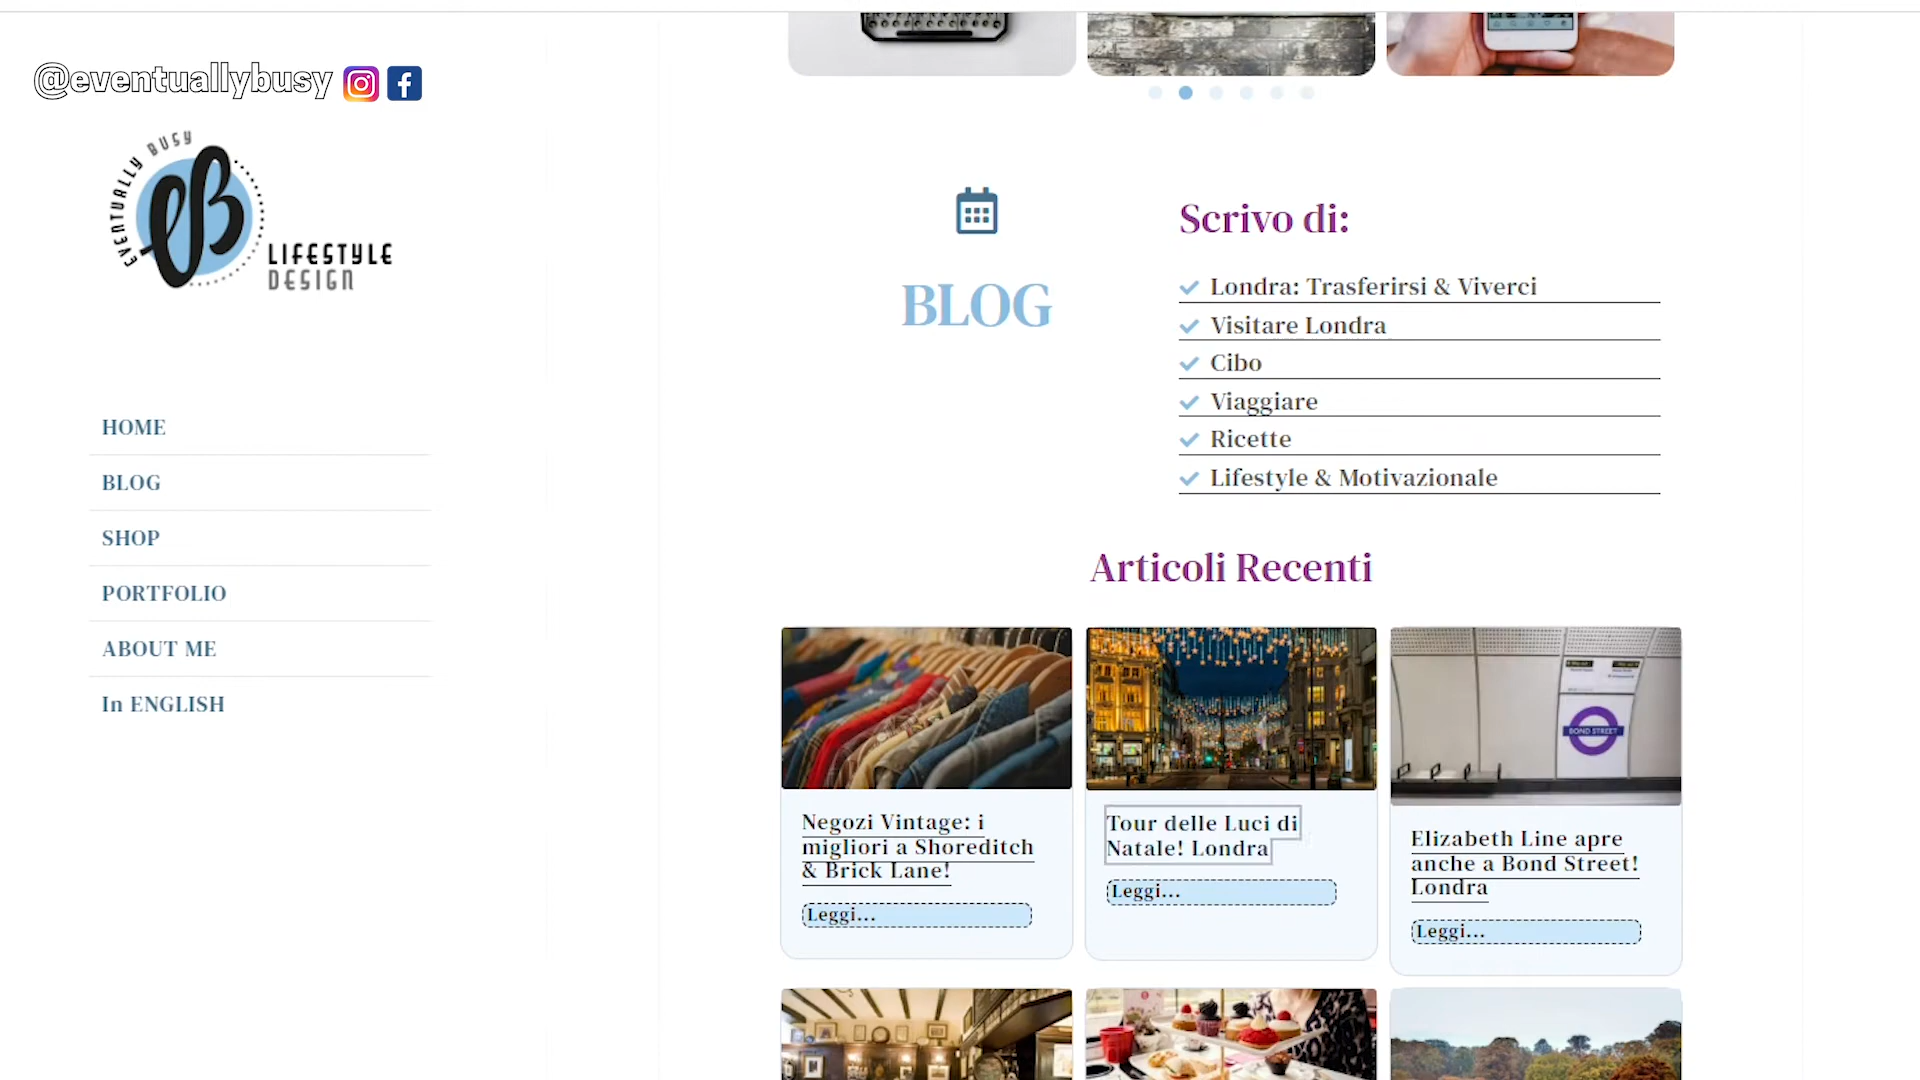 @eventuallybusy
EVENTUALLY BUSY
LIFESTYLE
DESIGN
HOME
BLOG
SHOP
PORTFOLIO
ABOUT ME
In ENGLISH
BLOG
Scrivo di:
Londra: Trasferirsi & Viverci
Visitare Londra
Cibo
Viaggiare
Ricette
Lifestyle & Motivazionale
Articoli Recenti
Negozi Vintage: i
migliori a Shoreditch
& Brick Lane!
Leggi...
Tour delle Luci di
Natale! Londra
Leggi...
BOND STREET
Elizabeth Line apre
anche a Bond Street!
Londra
Leggi...